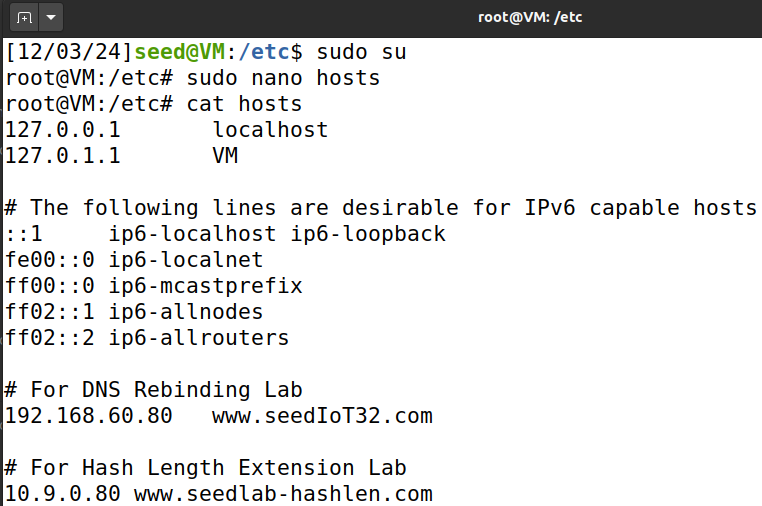 root@VM: /etc
[12/03/24]seed@VM:/etc$ sudo su
root@VM:/etc# sudo nano hosts
root@VM:/etc# cat hosts
127.0.0.1       localhost
127.0.1.1       VM

# The following lines are desirable for IPv6 capable hosts
::1     ip6-localhost ip6-loopback
fe00::0 ip6-localnet
ff00::0 ip6-mcastprefix
ff02::1 ip6-allnodes
ff02::2 ip6-allrouters

# For DNS Rebinding Lab
192.168.60.80   www.seedIoT32.com

# For Hash Length Extension Lab
10.9.0.80 www.seedlab-hashlen.com